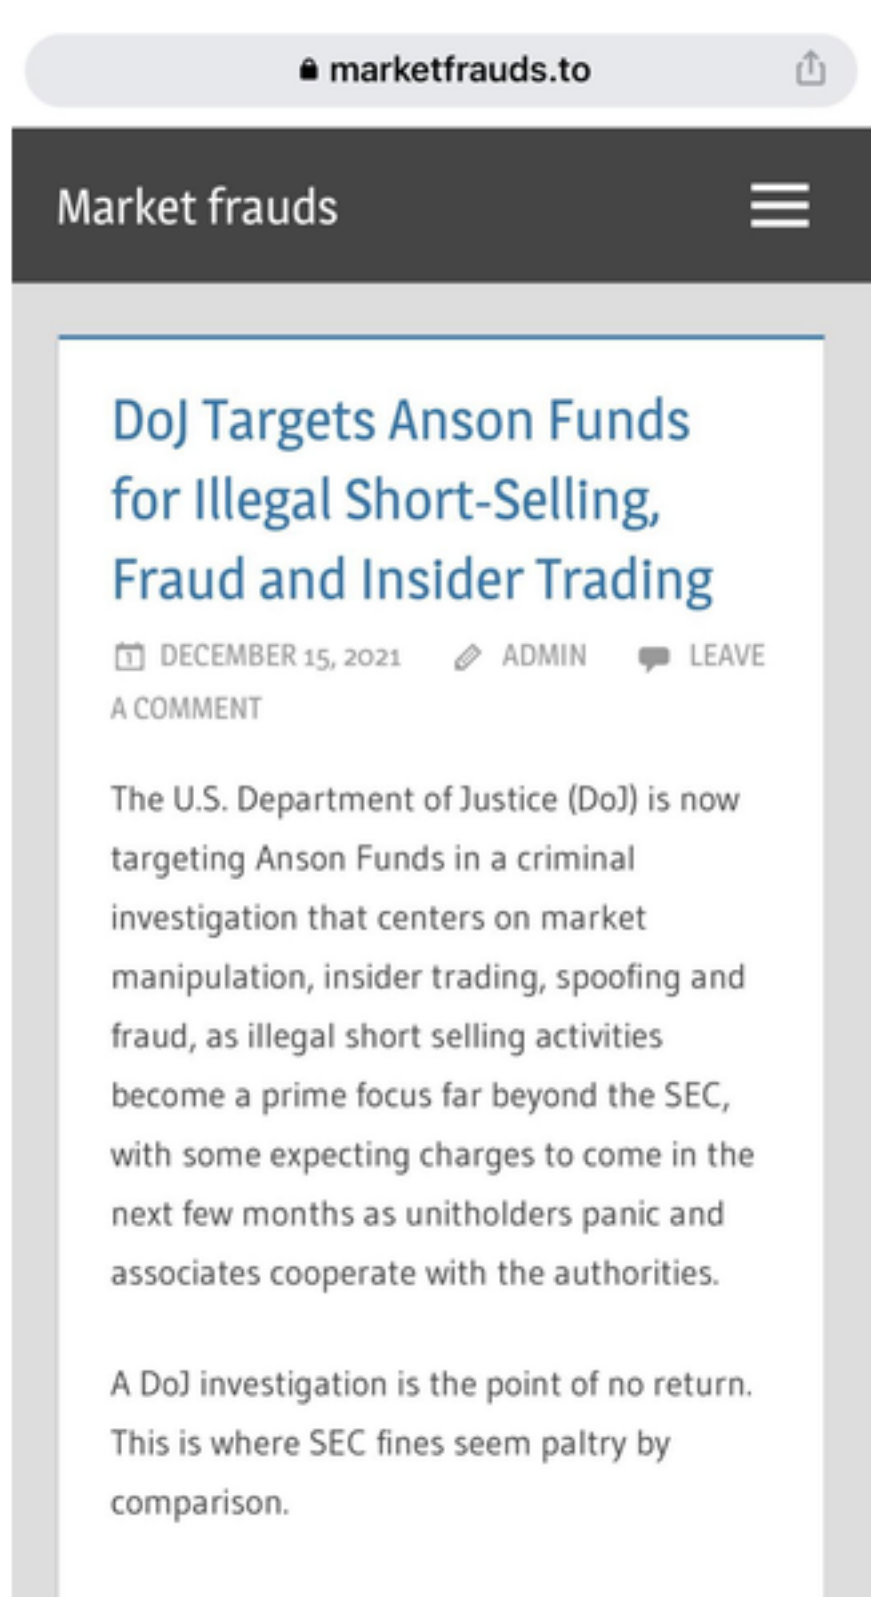 marketfrauds.to
Market frauds
DoJ Targets Anson Funds
for Illegal Short-Selling,
Fraud and Insider Trading
DECEMBER 15, 2021 ADMIN LEAVE
A COMMENT
The U.S. Department of Justice (DoJ) is now
targeting Anson Funds in a criminal
investigation that centers on market
manipulation, insider trading, spoofing and
fraud, as illegal short selling activities
become a prime focus far beyond the SEC,
with some expecting charges to come in the
next few months as unitholders panic and
associates cooperate with the authorities.
A DoJ investigation is the point of no return.
This is where SEC fines seem paltry by
comparison.